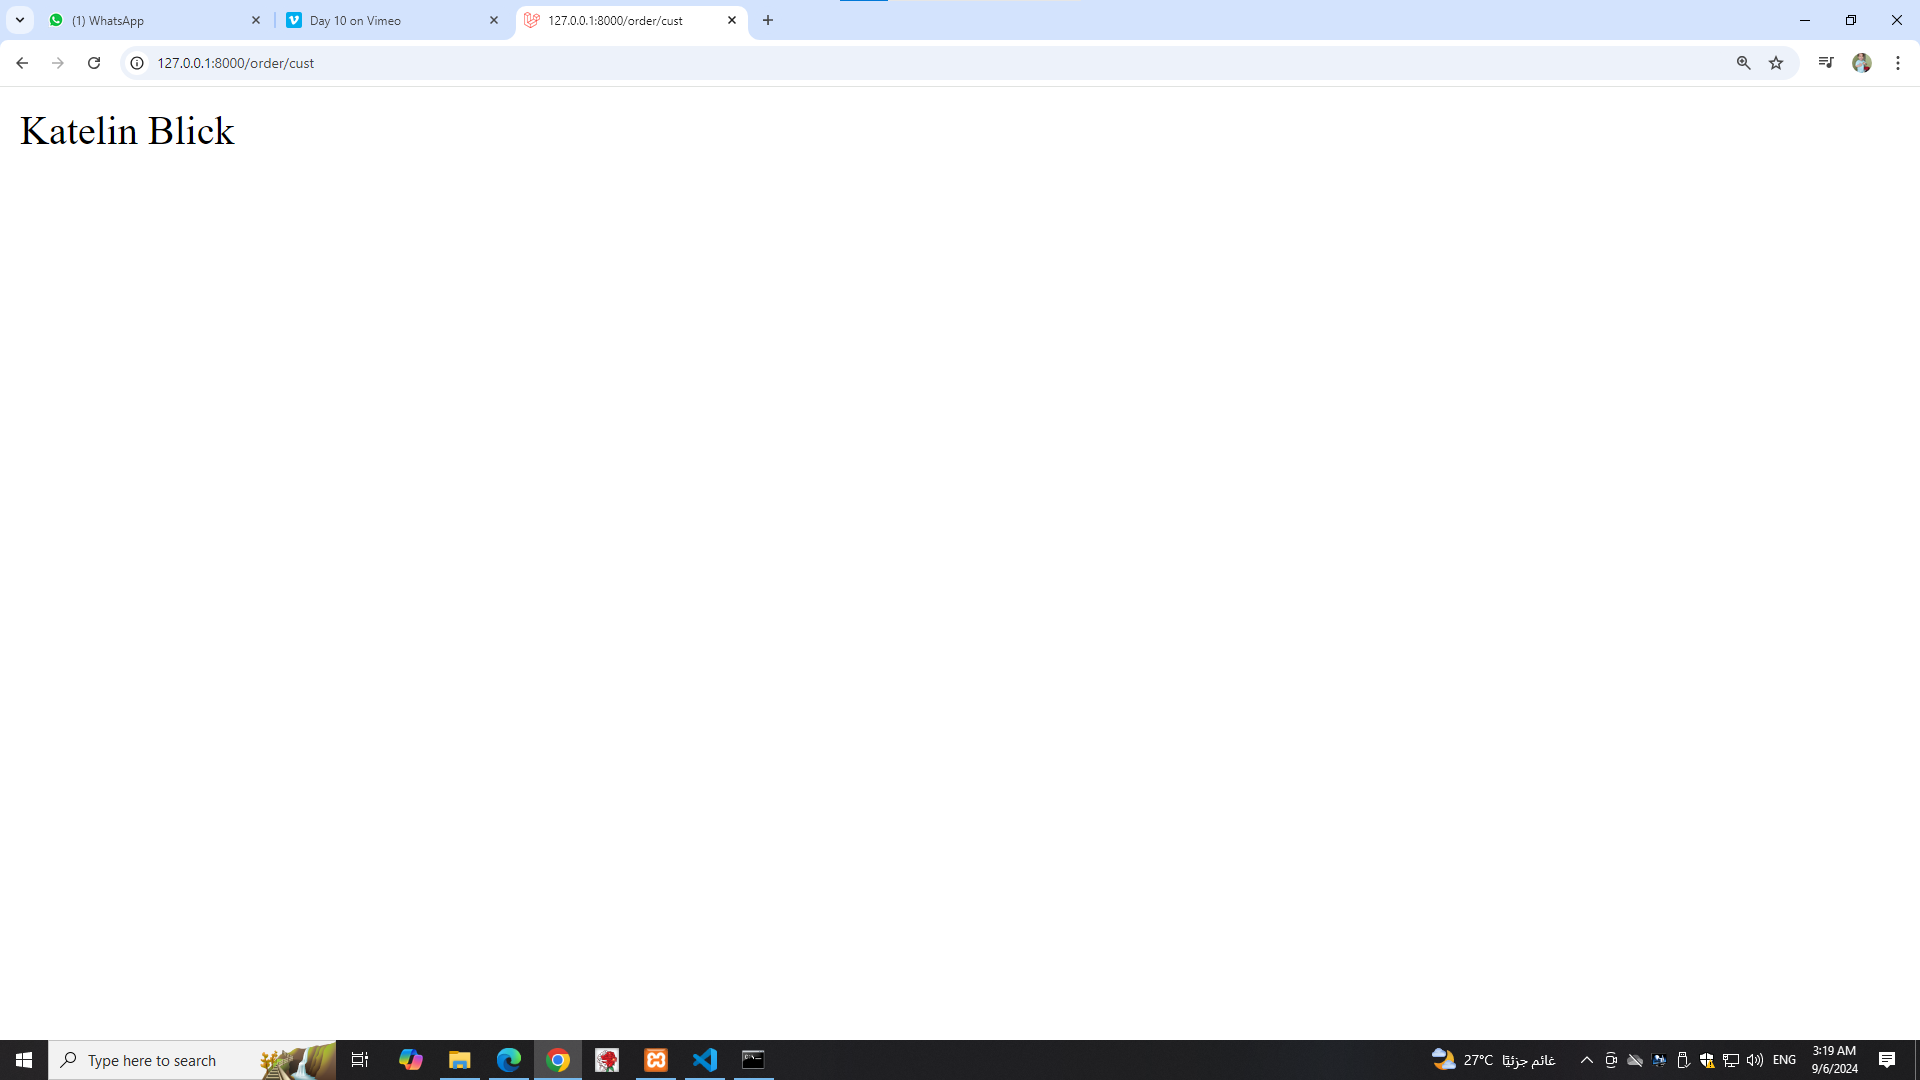 (1) WhatsApp
Day 10 on Vimeo
127.0.0.1:8000/order/cust
127.0.0.1:8000/order/cust
Katelin Blick
Type here to search
27°C غائم جزئيًا
ENG
3:19 AM
9/6/2024